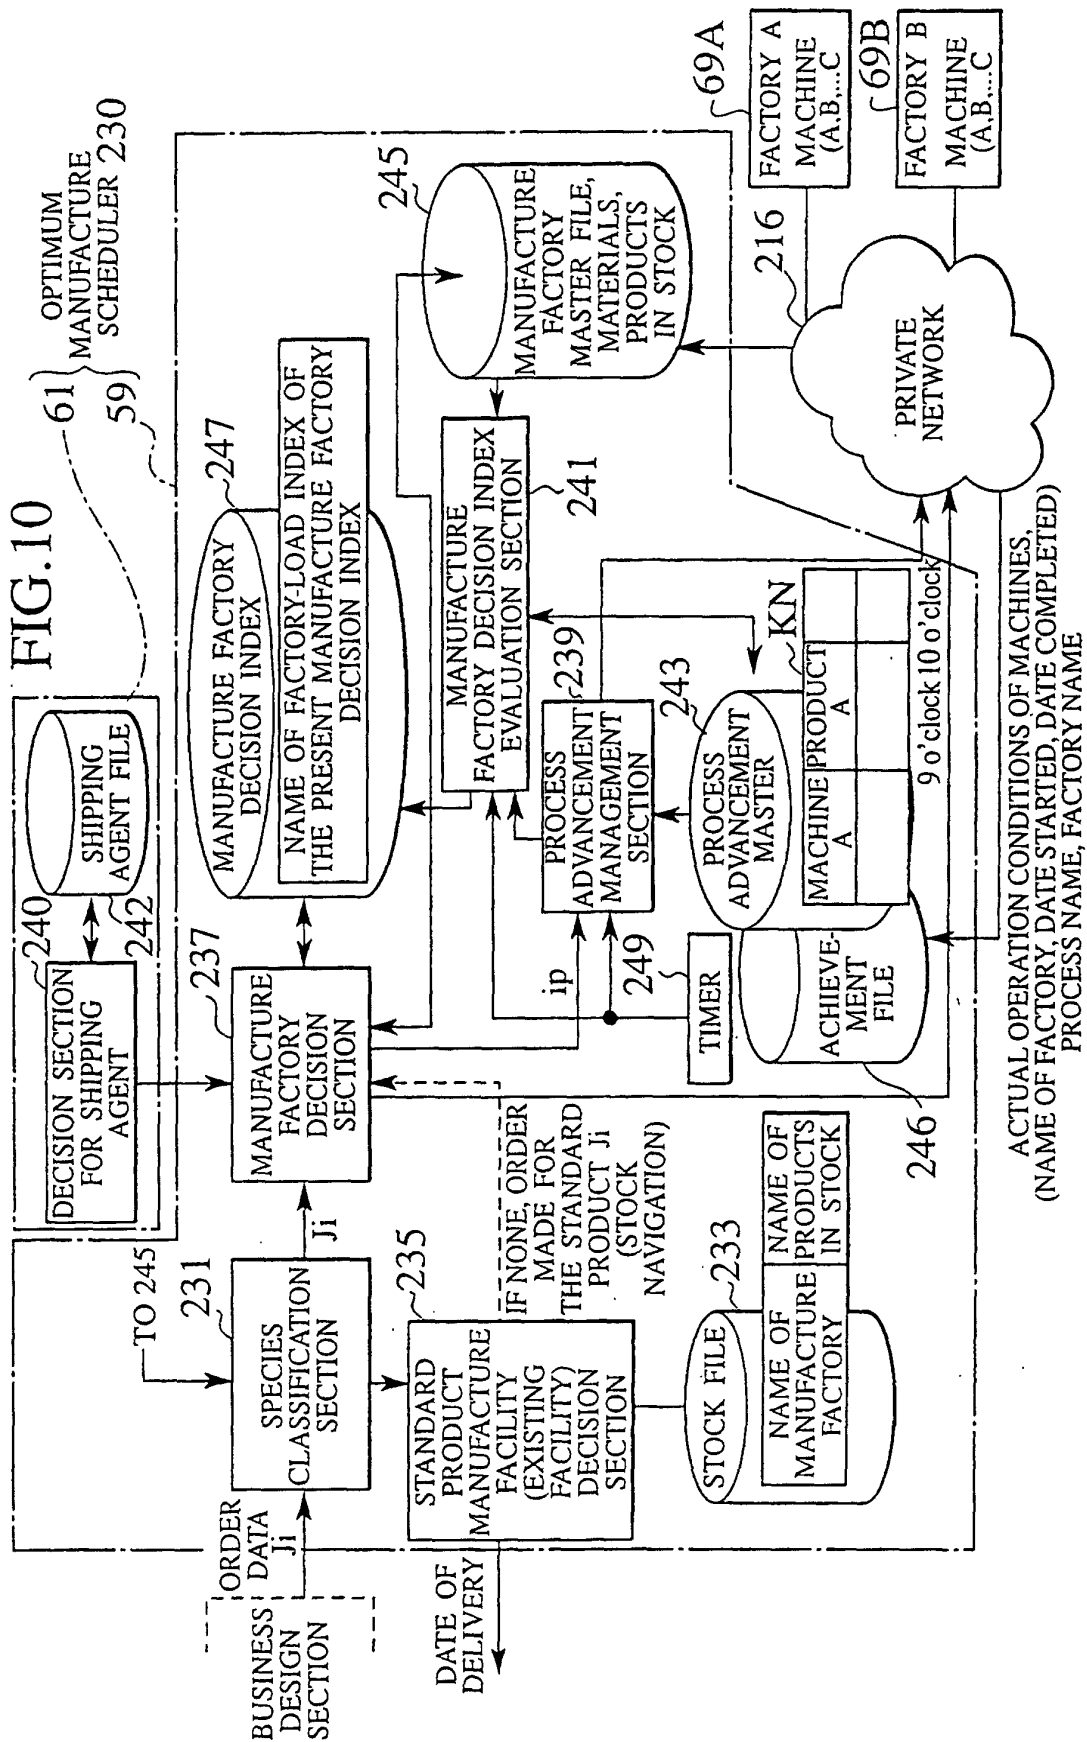 FIG.10
OPTIMUM
MANUFACTURE
SCHEDULER 230
61
59
240
DECISION SECTION
FOR SHIPPING
AGENT
SHIPPING
AGENT FILE
242
TO 245
231
SPECIES
CLASSIFICATION
SECTION
Ji
237
MANUFACTURE
FACTORY
DECISION
SECTION
247
MANUFACTURE FACTORY
DECISION INDEX
NAME OF FACTORY-LOAD INDEX OF
THE PRESENT MANUFACTURE FACTORY
DECISION INDEX
245
MANUFACTURE
FACTORY
MASTER FILE,
MATERIALS,
PRODUCTS
IN STOCK
BUSINESS
DESIGN
SECTION
ORDER
DATA
Ji
DATE OF
DELIVERY
235
STANDARD
PRODUCT
MANUFACTURE
FACILITY
(EXISTING
FACILITY)
DECISION
SECTION
IF NONE, ORDER
MADE FOR
THE STANDARD
PRODUCT Ji
(STOCK
NAVIGATION)
MANUFACTURE
FACTORY DECISION INDEX
EVALUATION SECTION
241
ip
PROCESS
ADVANCEMENT
MANAGEMENT
SECTION
239
249
TIMER
243
PROCESS
ADVANCEMENT
MASTER
KN
MACHINE
A
PRODUCT
A
9 o'clock 10 o'clock
ACHIEVE-
MENT
FILE
246
233
STOCK FILE
NAME OF
MANUFACTURE
FACTORY
NAME OF
PRODUCTS
IN STOCK
216
PRIVATE
NETWORK
69A
FACTORY A
MACHINE
(A,B,...C
69B
FACTORY B
MACHINE
(A,B,...C
ACTUAL OPERATION CONDITIONS OF MACHINES,
(NAME OF FACTORY, DATE STARTED, DATE COMPLETED)
PROCESS NAME, FACTORY NAME